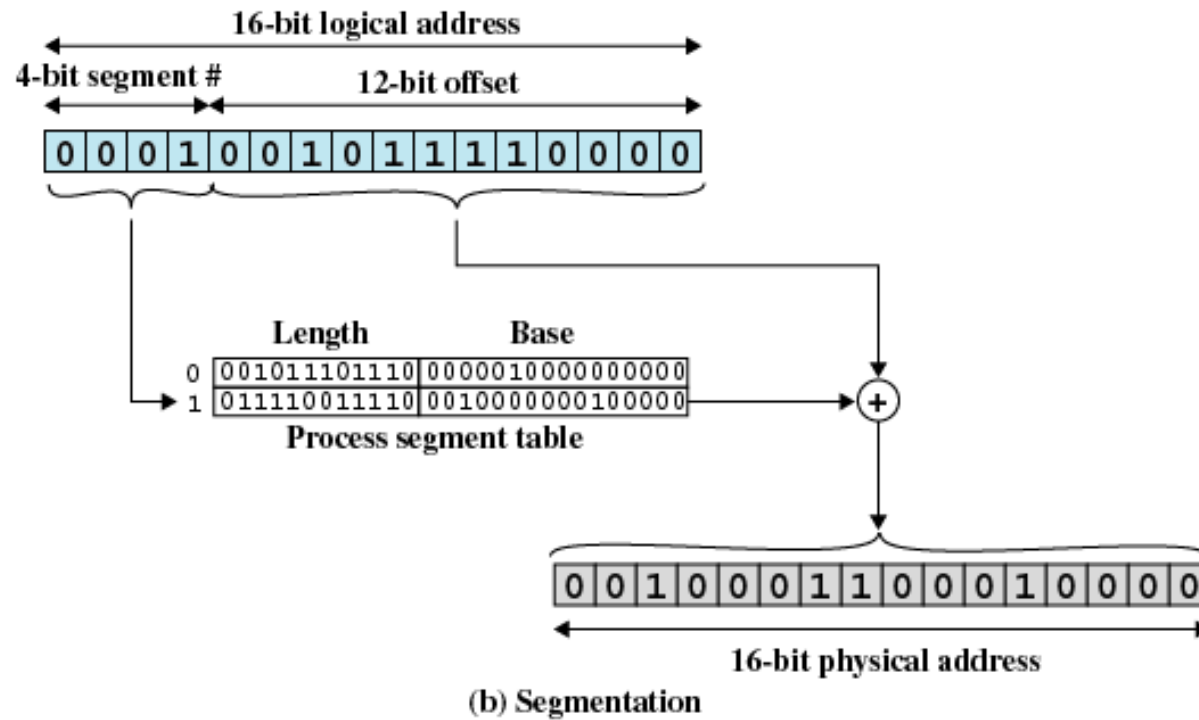 16-bit logical address
4-bit segment # 12-bit offset
0 0 0 1 0 0 1 0 1 1 1 1 0 0 0 0
Length Base
0 001011101110 0000010000000000
1 011110011110 0010000000100000
Process segment table
+
0 0 1 0 0 0 1 1 0 0 0 1 0 0 0 0
16-bit physical address
(b) Segmentation